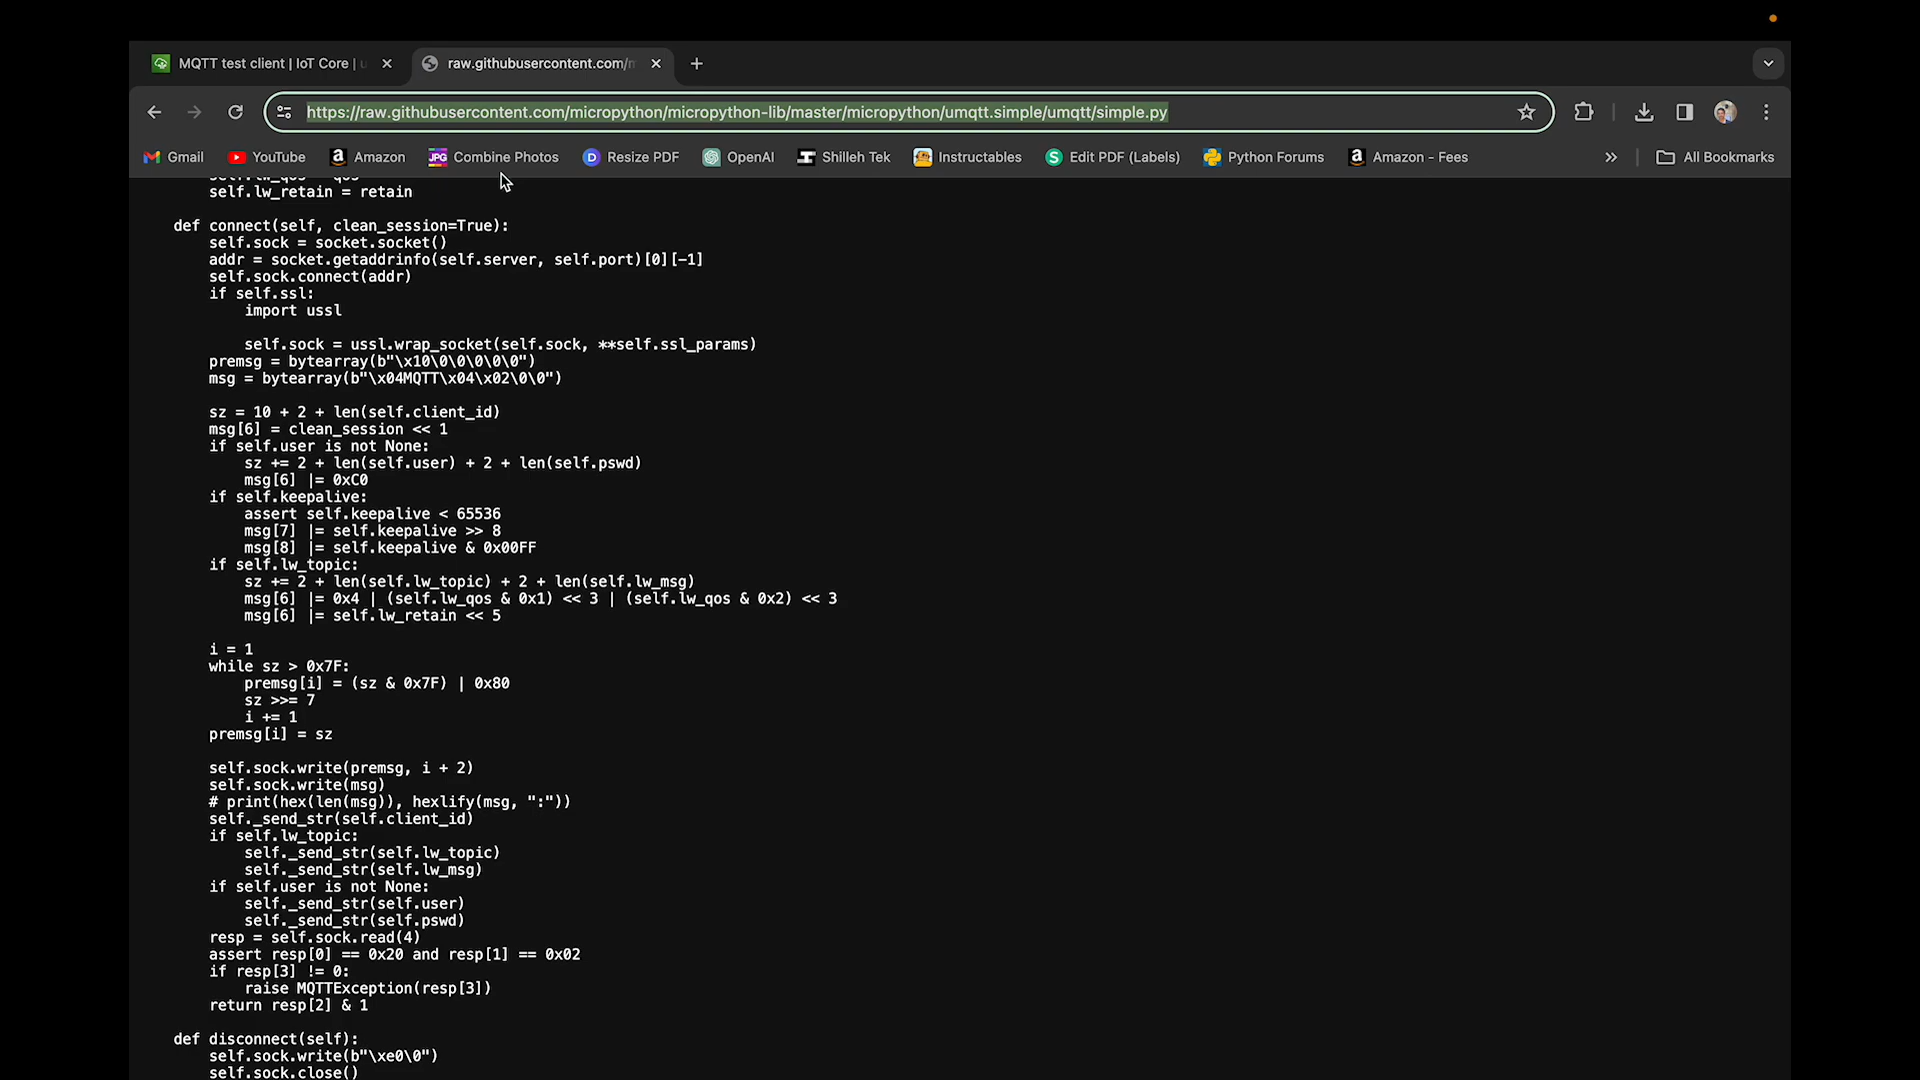 MQTT test client | IoT Core | u
raw.githubusercontent.com/m
https://raw.githubusercontent.com/micropython/micropython-lib/master/micropython/umqtt.simple/umqtt/simple.py
Gmail
YouTube
Amazon
JPG Combine Photos
D Resize PDF
OpenAI
Shilleh Tek
Instructables
S Edit PDF (Labels)
Python Forums
Amazon - Fees
»
All Bookmarks
self.lw_qos = qos
self.lw_retain = retain
def connect(self, clean_session=True):
self.sock = socket.socket()
addr = socket.getaddrinfo(self.server, self.port)[0][-1]
self.sock.connect(addr)
if self.ssl:
import ussl
self.sock = ussl.wrap_socket(self.sock, **self.ssl_params)
premsg = bytearray(b"\x10\0\0\0\0\0")
msg = bytearray(b"\x04MQTT\x04\x02\0\0")
sz = 10 + 2 + len(self.client_id)
msg[6] = clean_session << 1
if self.user is not None:
sz += 2 + len(self.user) + 2 + len(self.pswd)
msg[6] |= 0xC0
if self.keepalive:
assert self.keepalive < 65536
msg[7] |= self.keepalive >> 8
msg[8] |= self.keepalive & 0x00FF
if self.lw_topic:
sz += 2 + len(self.lw_topic) + 2 + len(self.lw_msg)
msg[6] |= 0x4 | (self.lw_qos & 0x1) << 3 | (self.lw_qos & 0x2) << 3
msg[6] |= self.lw_retain << 5
i = 1
while sz > 0x7F:
premsg[i] = (sz & 0x7F) | 0x80
sz >>= 7
i += 1
premsg[i] = sz
self.sock.write(premsg, i + 2)
self.sock.write(msg)
# print(hex(len(msg)), hexlify(msg, ":"))
self._send_str(self.client_id)
if self.lw_topic:
self._send_str(self.lw_topic)
self._send_str(self.lw_msg)
if self.user is not None:
self._send_str(self.user)
self._send_str(self.pswd)
resp = self.sock.read(4)
assert resp[0] == 0x20 and resp[1] == 0x02
if resp[3] != 0:
raise MQTTException(resp[3])
return resp[2] & 1
def disconnect(self):
self.sock.write(b"\xe0\0")
self.sock.close()